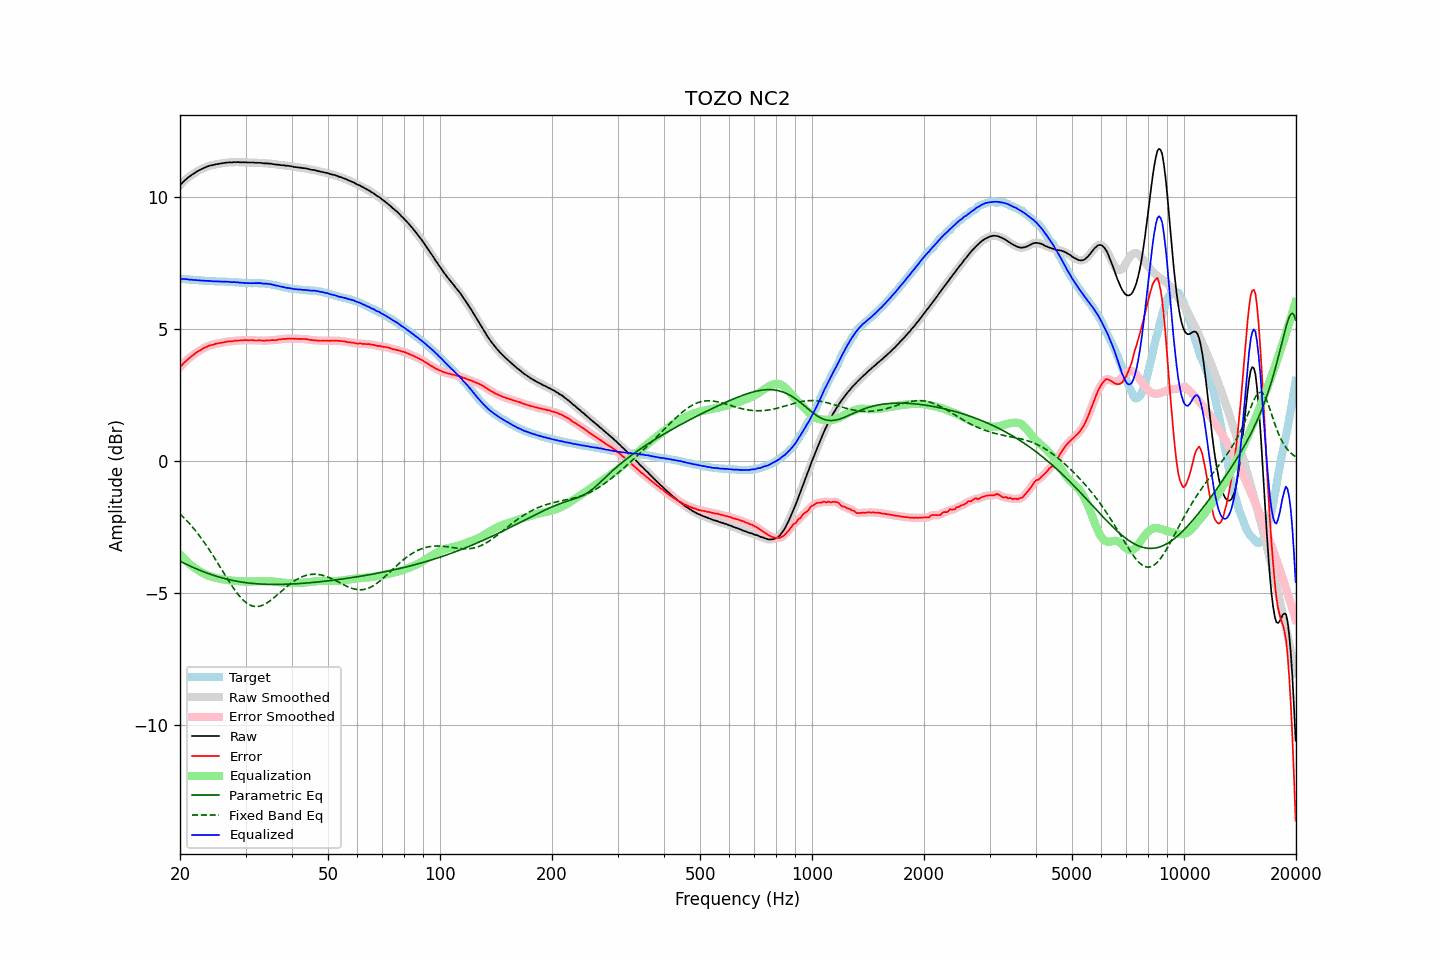 TOZO NC2
Amplitude (dBr)
10
5
0
−5
−10
Target
Raw Smoothed
Error Smoothed
Raw
Error
Equalization
Parametric Eq
Fixed Band Eq
Equalized
20 50 100 200 500 1000 2000 5000 10000 20000
Frequency (Hz)